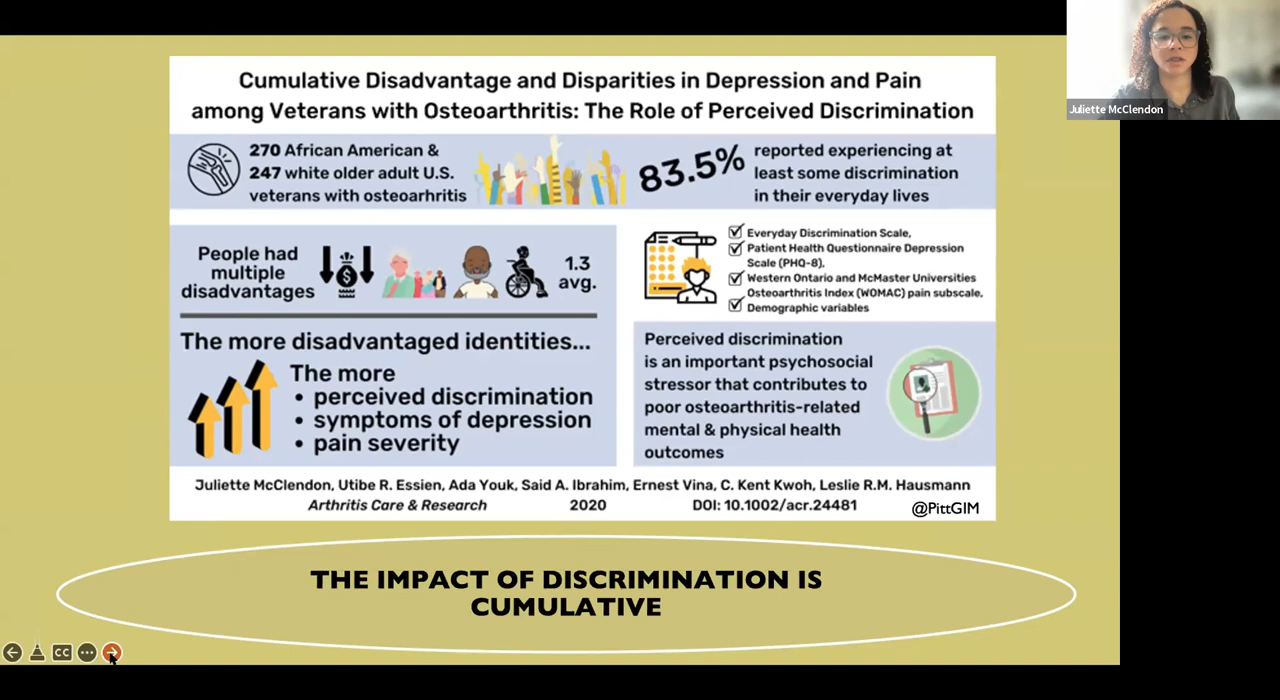 Cumulative Disadvantage and Disparities in Depression and Pain
among Veterans with Osteoarthritis: The Role of Perceived Discrimination
270 African American &
247 white older adult U.S.
veterans with osteoarhritis
83.5%
reported experiencing at
least some discrimination
in their everyday lives
People had
multiple
disadvantages
$
1.3
avg.
Everyday Discrimination Scale,
Patient Health Questionnaire Depression
Scale (PHQ-8),
Western Ontario and McMaster Universities
Osteoarthritis Index (WOMAC) pain subscale,
Demographic variables
The more disadvantaged identities...
The more
• perceived discrimination
• symptoms of depression
• pain severity
Perceived discrimination
is an important psychosocial
stressor that contributes to
poor osteoarthritis-related
mental & physical health
outcomes
Juliette McClendon, Utibe R. Essien, Ada Youk, Said A. Ibrahim, Ernest Vina, C. Kent Kwoh, Leslie R.M. Hausmann
Arthritis Care & Research 2020 DOI: 10.1002/acr.24481 @PittGIM
THE IMPACT OF DISCRIMINATION IS
CUMULATIVE
CC
Juliette McClendon